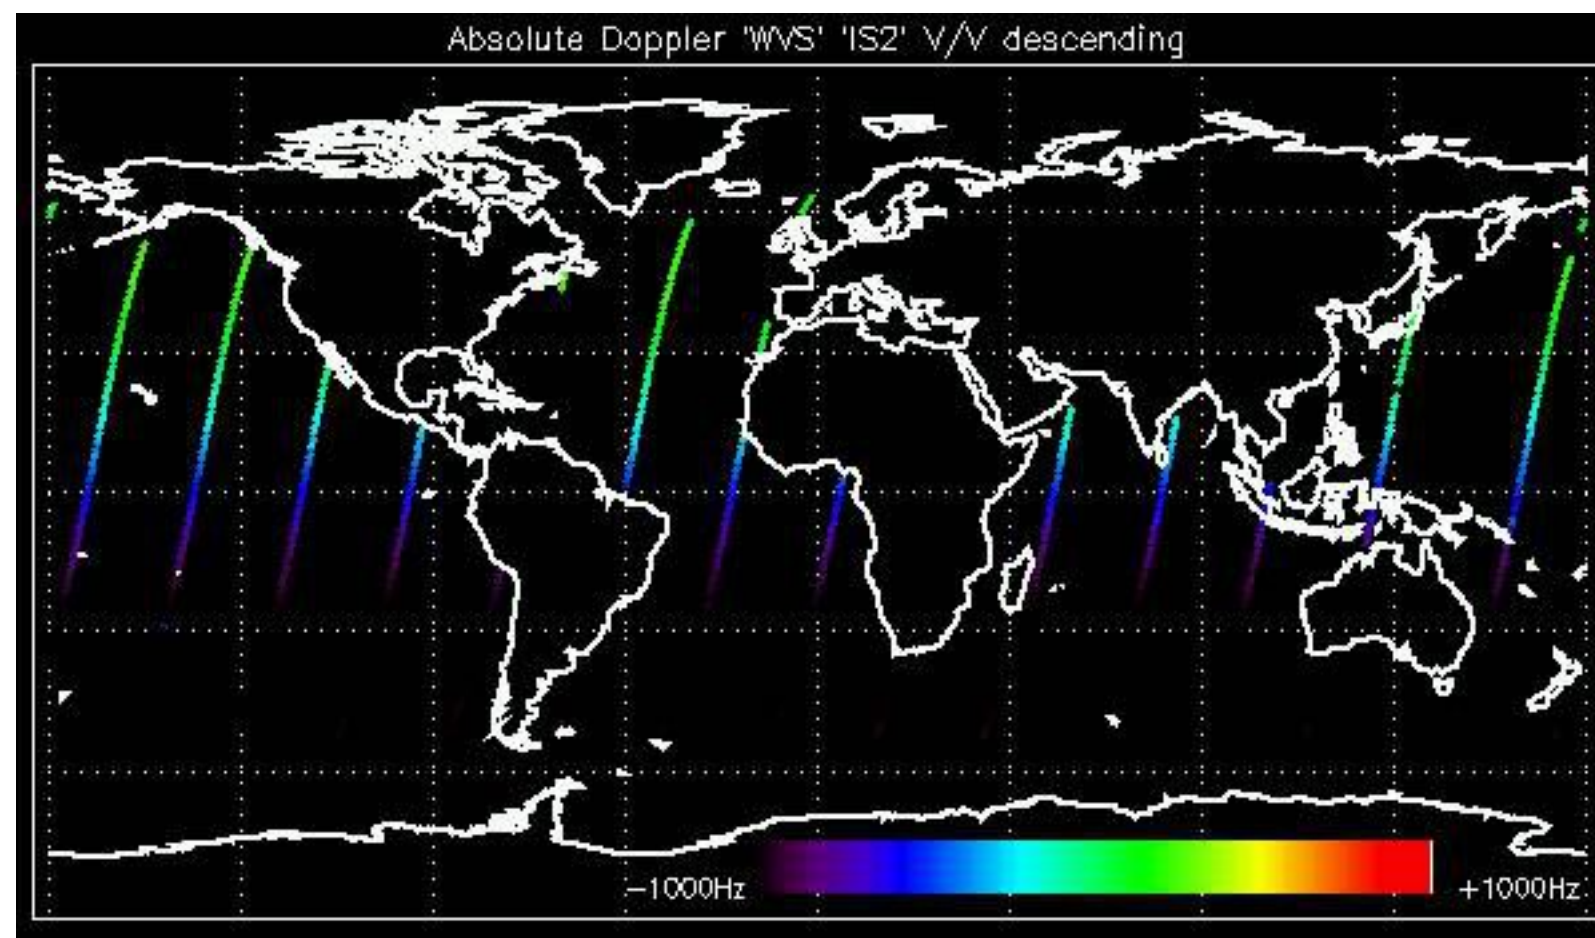 Absolute Doppler 'WVS' 'IS2' V/V descending
-1000Hz +1000Hz